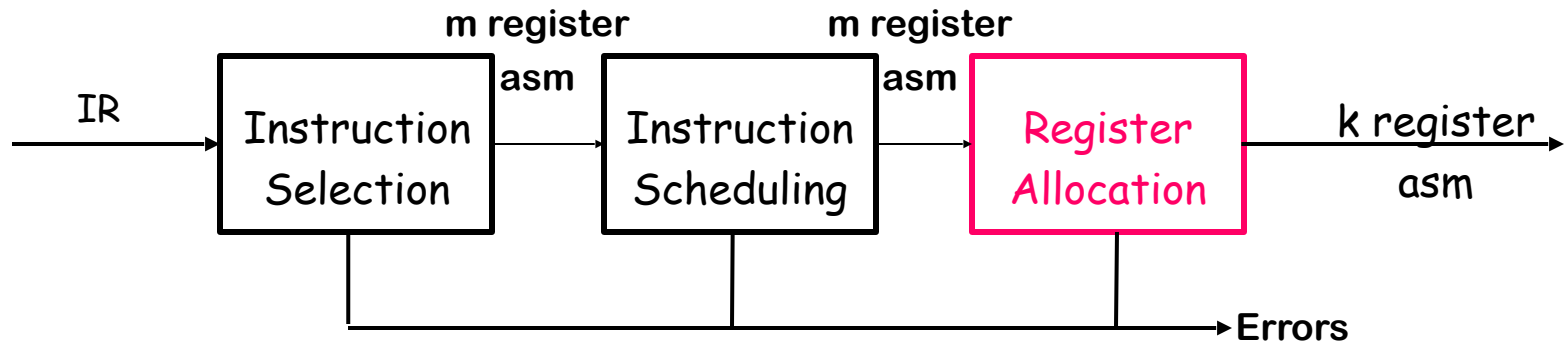 IR
Instruction
Selection
m register
asm
Instruction
Scheduling
m register
asm
Register
Allocation
k register
asm
Errors